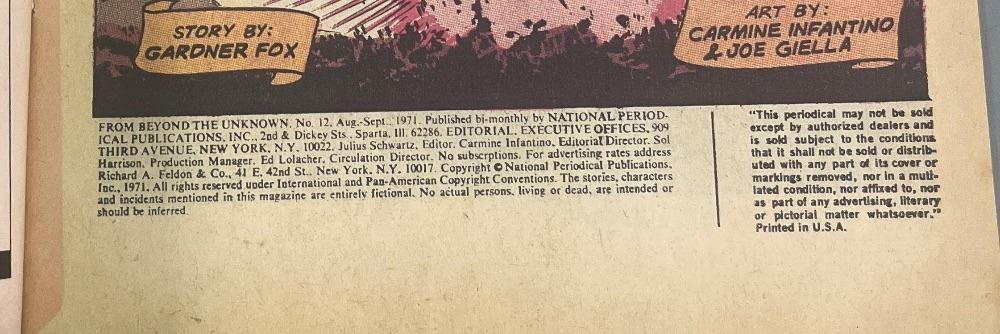 STORY BY:
GARDNER FOX
ART BY:
CARMINE INFANTINO
& JOE GIELLA
FROM BEYOND THE UNKNOWN, No. 12, Aug.-Sept., 1971. Published bi-monthly by NATIONAL PERIOD-
ICAL PUBLICATIONS, INC., 2nd & Dickey Sts., Sparta, Ill. 62286. EDITORIAL, EXECUTIVE OFFICES, 909
THIRD AVENUE, NEW YORK, N.Y. 10022. Julius Schwartz, Editor. Carmine Infantino, Editorial Director. Sol
Harrison, Production Manager. Ed Lolacher, Circulation Director. No subscrptions. For advertising rates address
Richard A. Feldon & Co., 41 E. 42nd St., New York, N.Y. 10017. Copyright © National Periodical Publications,
Inc., 1971. All rights reserved under International and Pan-American Copyright Conventions. The stories, characters
and incidents mentioned in this magazine are entirely fictional. No actual persons, living or dead, are intended or
should be inferred.
"This periodical may not be sold
except by authorized dealers and
is sold subject to the conditions
that it shall not be sold or distrib-
uted with any part of its cover or
markings removed, nor in a muti-
lated condition, nor affixed to, nor
as part of any advertising, literary
or pictorial matter whatsoever."
Printed in U.S.A.